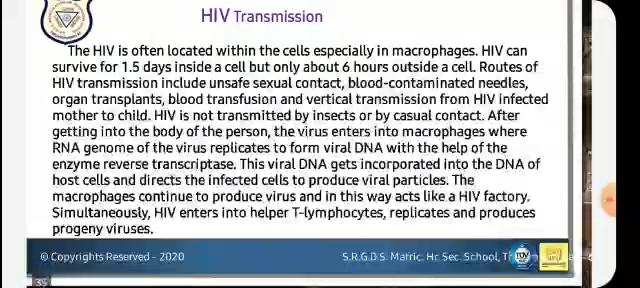 HIV Transmission
The HIV is often located within the cells especially in macrophages. HIV can
survive for 1.5 days inside a cell but only about 6 hours outside a cell. Routes of
HIV transmission include unsafe sexual contact, blood-contaminated needles,
organ transplants, blood transfusion and vertical transmission from HIV infected
mother to child. HIV is not transmitted by insects or by casual contact. After
getting into the body of the person, the virus enters into macrophages where
RNA genome of the virus replicates to form viral DNA with the help of the
enzyme reverse transcriptase. This viral DNA gets incorporated into the DNA of
host cells and directs the infected cells to produce viral particles. The
macrophages continue to produce virus and in this way acts like a HIV factory.
Simultaneously, HIV enters into helper T-lymphocytes, replicates and produces
progeny viruses.
© Copyrights Reserved - 2020
S.R.G.D.S. Matric. Hr. Sec. School,
TÜV
35